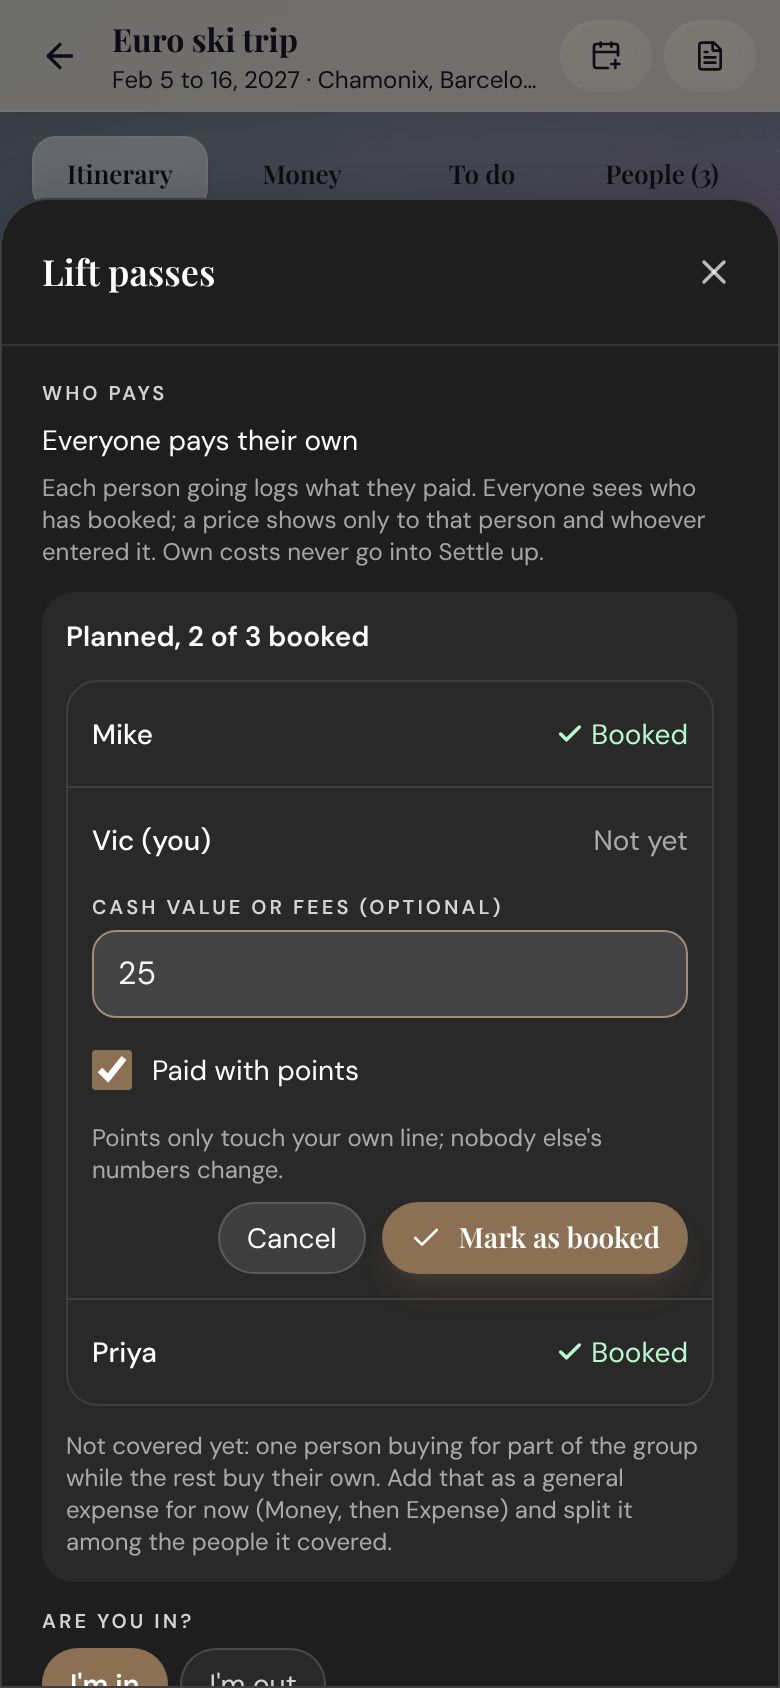 Euro ski trip
Feb 5 to 16, 2027 · Chamonix, Barcelo...
Itinerary
Money
To do
People (3)
Lift passes
WHO PAYS
Everyone pays their own
Each person going logs what they paid. Everyone sees who
has booked; a price shows only to that person and whoever
entered it. Own costs never go into Settle up.
Planned, 2 of 3 booked
Mike
Booked
Vic (you)
Not yet
CASH VALUE OR FEES (OPTIONAL)
25
Paid with points
Points only touch your own line; nobody else's
numbers change.
Cancel
Mark as booked
Priya
Booked
Not covered yet: one person buying for part of the group
while the rest buy their own. Add that as a general
expense for now (Money, then Expense) and split it
among the people it covered.
ARE YOU IN?
I'm in
I'm out